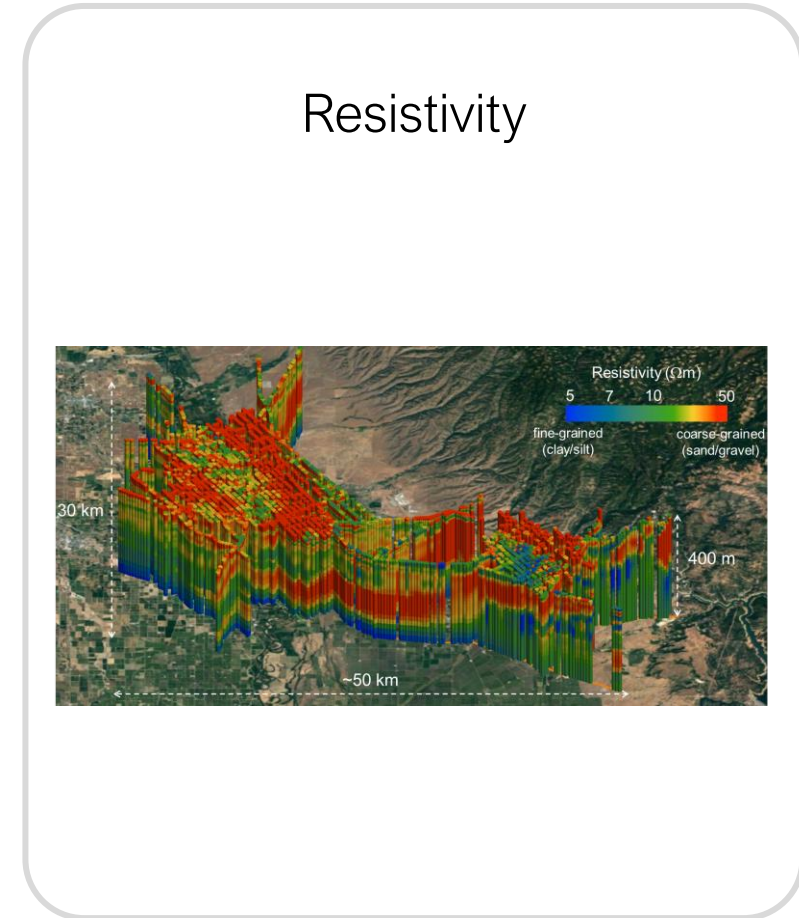 Resistivity
Resistivity (Ωm)
5 7 10 50
fine-grained
(clay/silt)
coarse-grained
(sand/gravel)
30 km
400 m
~50 km